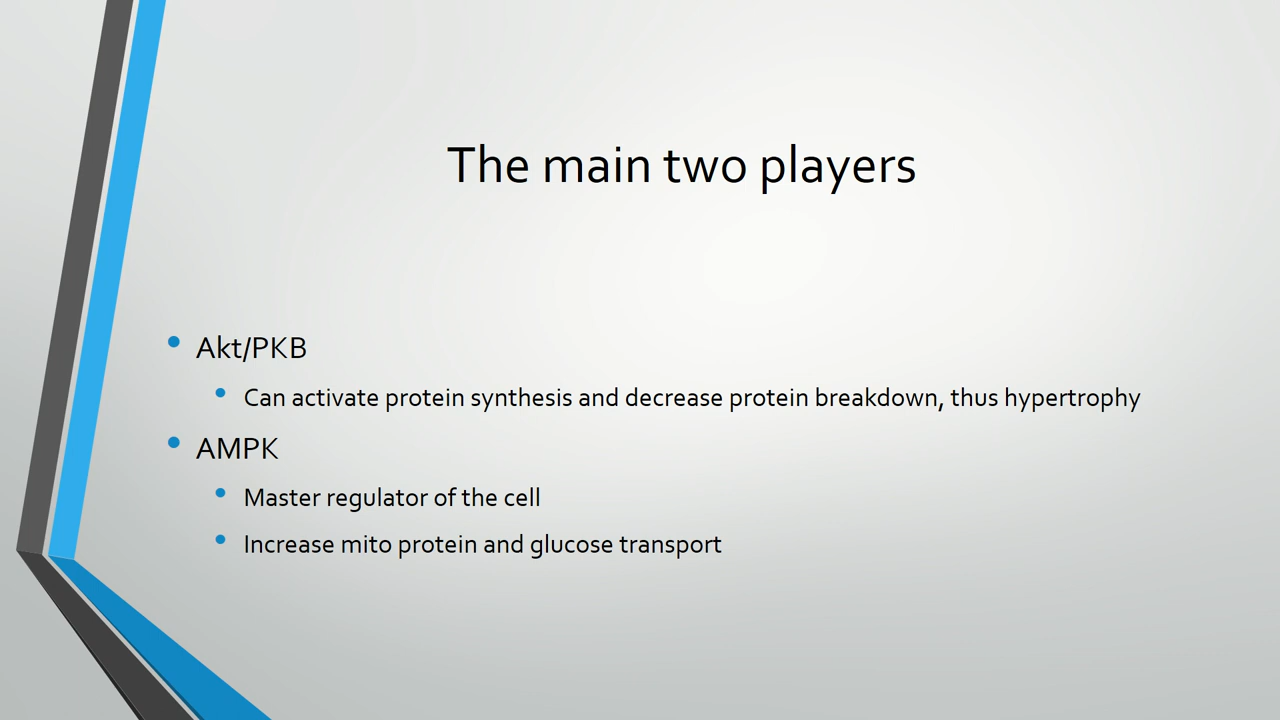 The main two players
Akt/PKB
Can activate protein synthesis and decrease protein breakdown, thus hypertrophy
AMPK
Master regulator of the cell
Increase mito protein and glucose transport